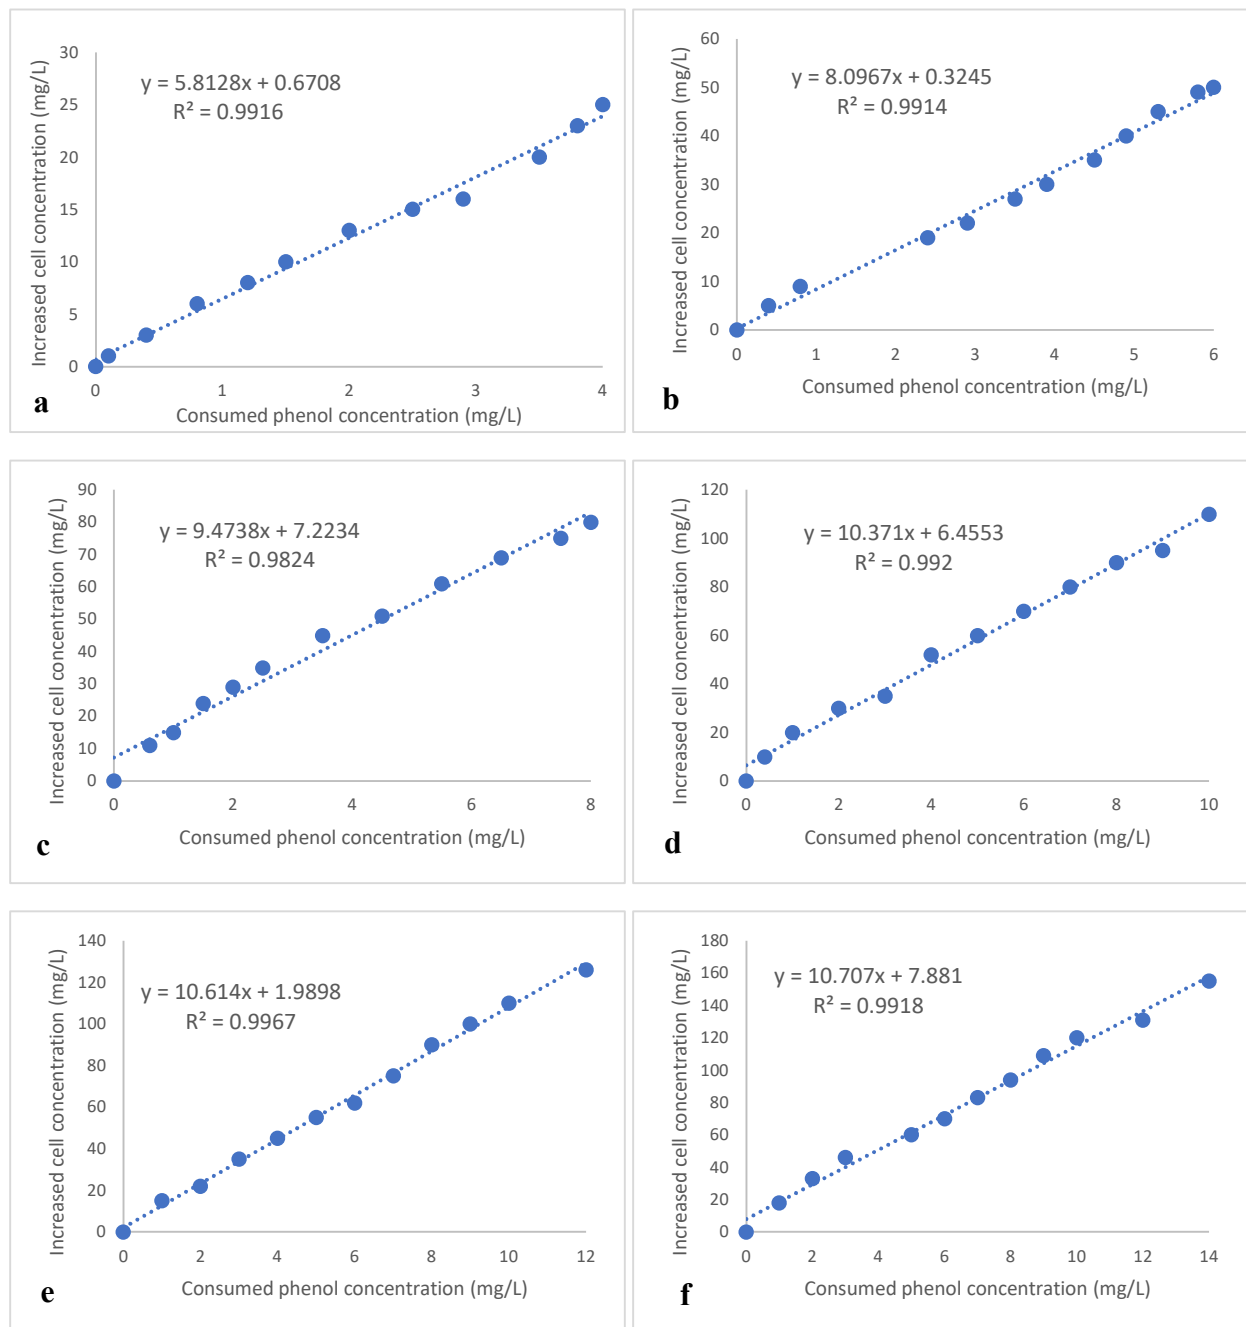 30
25
20
15
10
5
0
0 1 2 3 4
Increased cell concentration (mg/L)
y = 5.8128x + 0.6708
R² = 0.9916
Consumed phenol concentration (mg/L)
a
60
50
40
30
20
10
0
0 1 2 3 4 5 6
Increased cell concentration (mg/L)
y = 8.0967x + 0.3245
R² = 0.9914
Consumed phenol concentration (mg/L)
b
90
80
70
60
50
40
30
20
10
0
0 2 4 6 8
Increased cell concentration (mg/L)
y = 9.4738x + 7.2234
R² = 0.9824
Consumed phenol concentration (mg/L)
c
120
100
80
60
40
20
0
0 2 4 6 8 10
Increased cell concentration (mg/L)
y = 10.371x + 6.4553
R² = 0.992
Consumed phenol concentration (mg/L)
d
140
120
100
80
60
40
20
0
0 2 4 6 8 10 12
Increased cell concentration (mg/L)
y = 10.614x + 1.9898
R² = 0.9967
Consumed phenol concentration (mg/L)
e
180
160
140
120
100
80
60
40
20
0
0 2 4 6 8 10 12 14
Increased cell concentration (mg/L)
y = 10.707x + 7.881
R² = 0.9918
Consumed phenol concentration (mg/L)
f